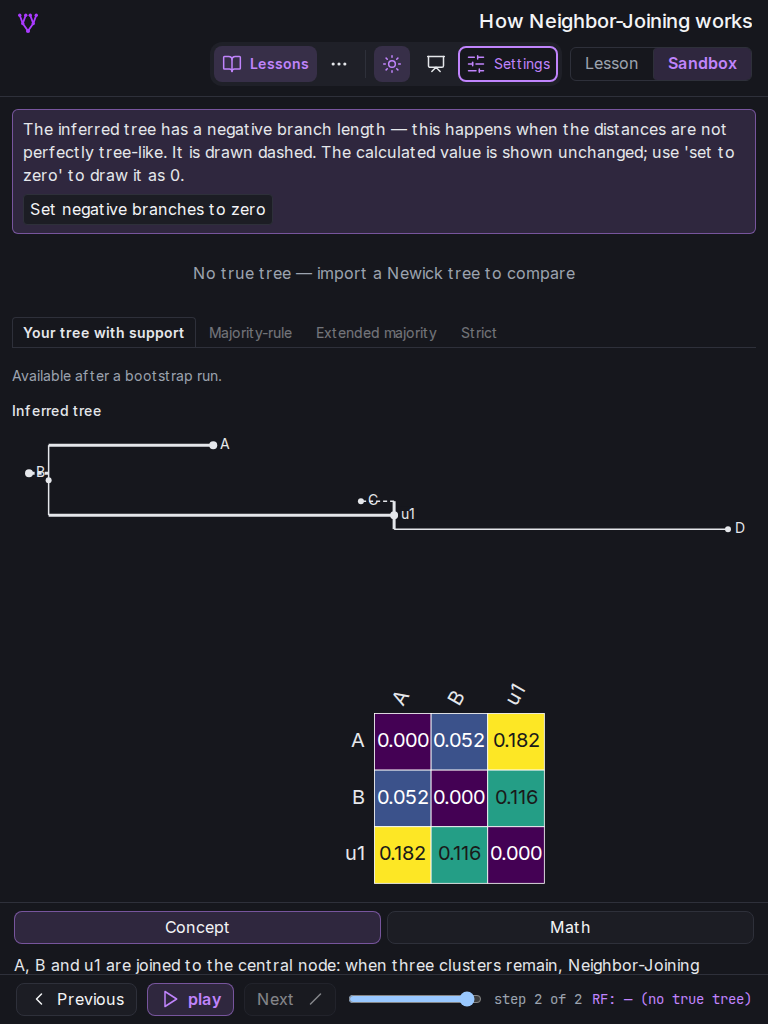 How Neighbor-Joining works
Lessons
Settings
Lesson
Sandbox
The inferred tree has a negative branch length — this happens when the distances are not
perfectly tree-like. It is drawn dashed. The calculated value is shown unchanged; use 'set to
zero' to draw it as 0.
Set negative branches to zero
No true tree — import a Newick tree to compare
Your tree with support
Majority-rule
Extended majority
Strict
Available after a bootstrap run.
Inferred tree
A
B
C
u1
D
A B u1
A 0.000 0.052 0.182
B 0.052 0.000 0.116
u1 0.182 0.116 0.000
Concept
Math
A, B and u1 are joined to the central node: when three clusters remain, Neighbor-Joining
Previous
play
Next
step 2 of 2
RF: — (no true tree)